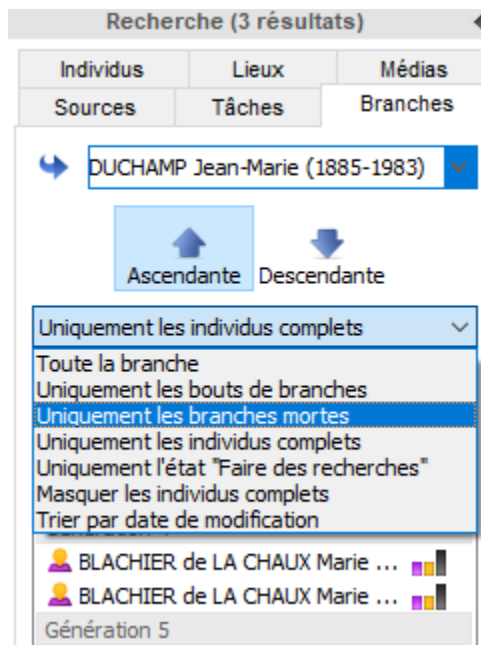 Recherche (3 résultats)
Individus Lieux Médias
Sources Tâches Branches
DUCHAMP Jean-Marie (1885-1983)
Ascendante Descendante
Uniquement les individus complets
Toute la branche
Uniquement les bouts de branches
Uniquement les branches mortes
Uniquement les individus complets
Uniquement l'état "Faire des recherches"
Masquer les individus complets
Trier par date de modification
BLACHIER de LA CHAUX Marie ...
BLACHIER de LA CHAUX Marie ...
Génération 5